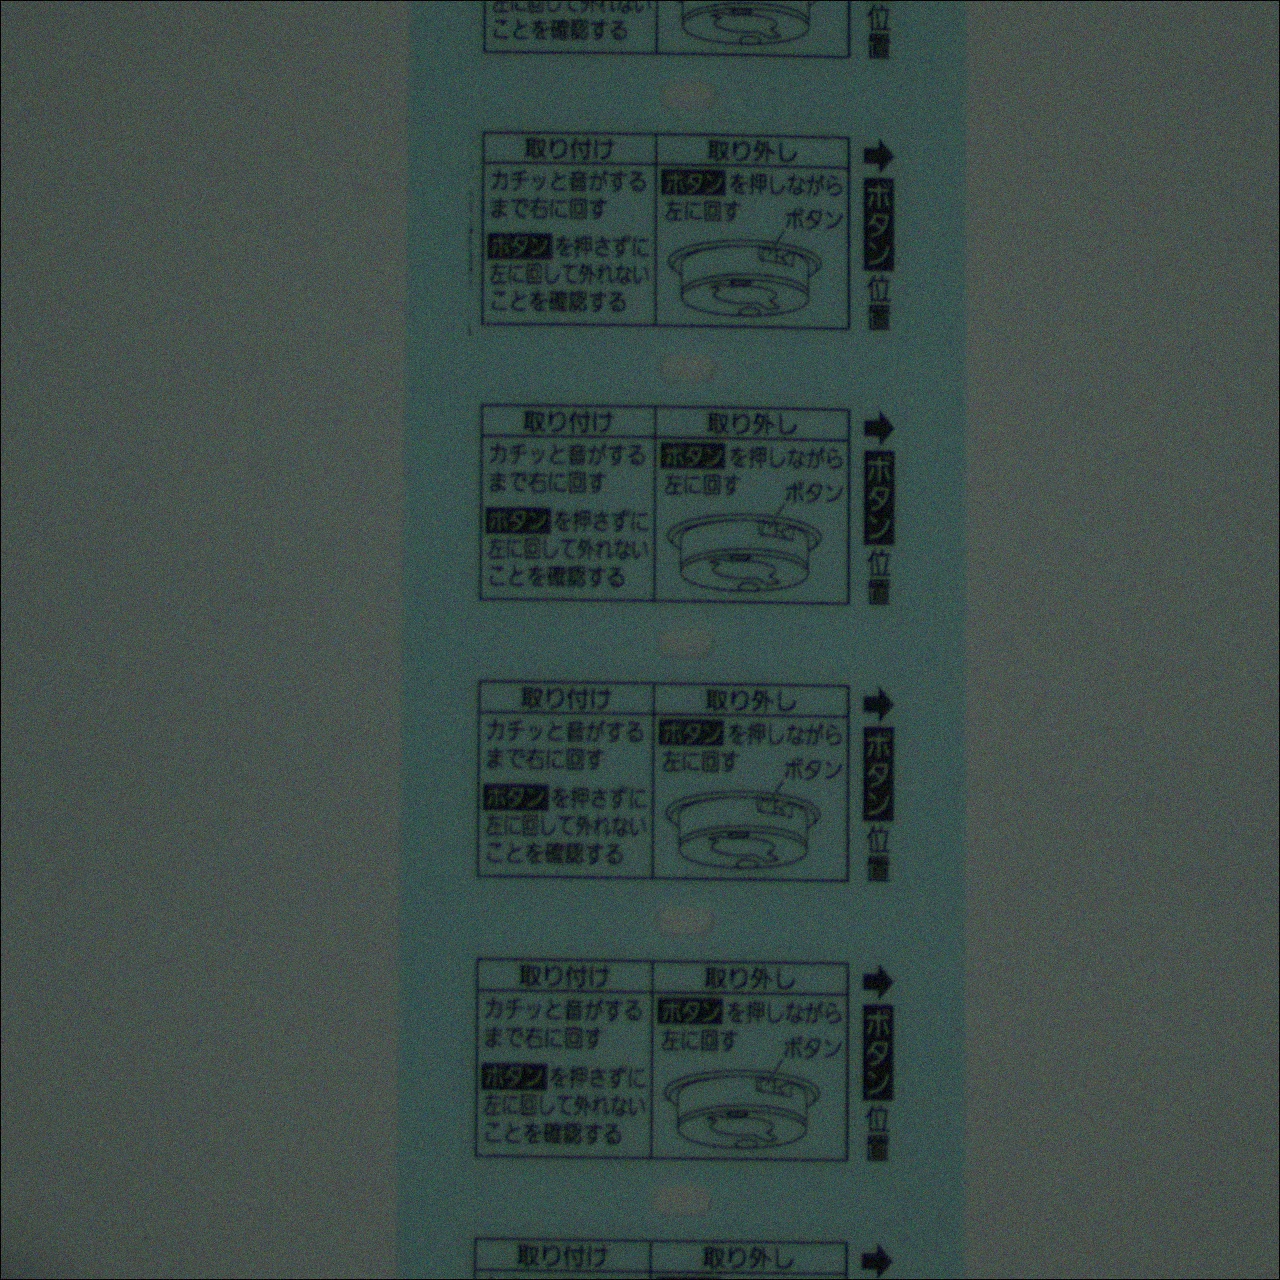 左に回して外れない
ことを確認する
位置
取り付け
取り外し
カチッと音がする
まで右に回す
ボタンを押さずに
左に回して外れない
ことを確認する
ボタンを押しながら
左に回す
ボタン
➡ボタン位置
取り付け
取り外し
カチッと音がする
まで右に回す
ボタンを押さずに
左に回して外れない
ことを確認する
ボタンを押しながら
左に回す
ボタン
➡ボタン位置
取り付け
取り外し
カチッと音がする
まで右に回す
ボタンを押さずに
左に回して外れない
ことを確認する
ボタンを押しながら
左に回す
ボタン
➡ボタン位置
取り付け
取り外し
カチッと音がする
まで右に回す
ボタンを押さずに
左に回して外れない
ことを確認する
ボタンを押しながら
左に回す
ボタン
➡ボタン位置
取り付け
取り外し
➡